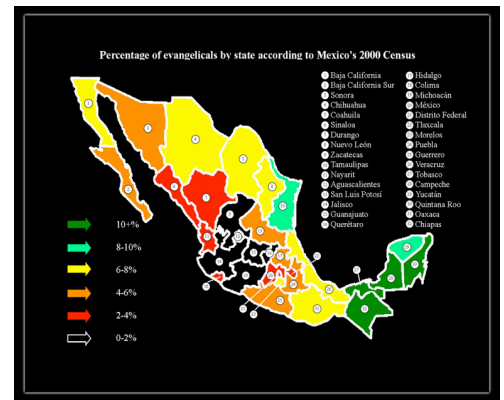 Percentage of evangelicals by state according to Mexico's 2000 Census
Baja California
Baja California Sur
Sonora
Chihuahua
Coahuila
Sinaloa
Durango
Nuevo León
Zacatecas
Tamaulipas
Nayarit
Aguascalientes
San Luis Potosí
Jalisco
Guanajuato
Querétaro
Hidalgo
Colima
Michoacán
México
Distrito Federal
Tlaxcala
Morelos
Puebla
Guerrero
Veracruz
Tobasco
Campeche
Yucatán
Quintana Roo
Oaxaca
Chiapas
10+%
8-10%
6-8%
4-6%
2-4%
0-2%